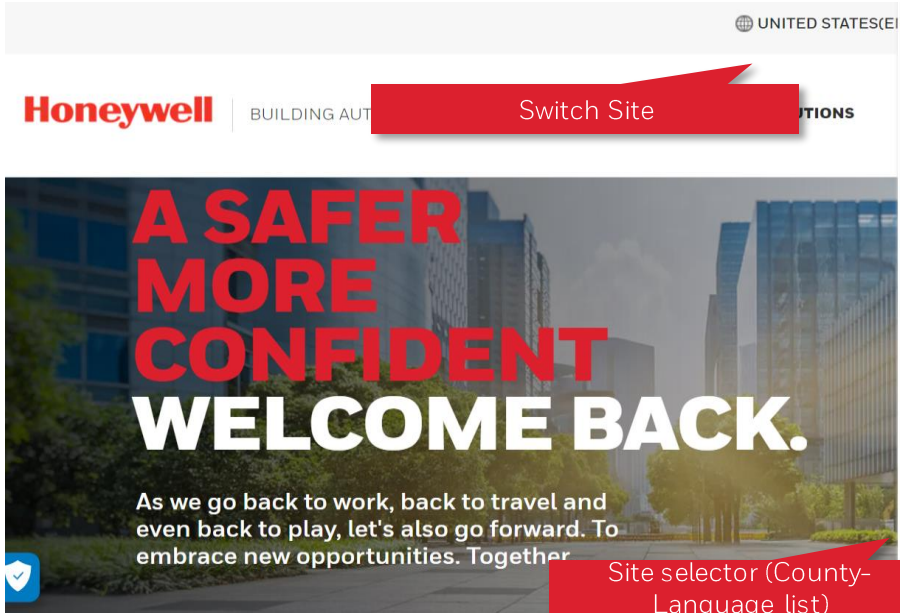 UNITED STATES(EI
Honeywell
BUILDING AUT
Switch Site
UTIONS
A SAFER
MORE
CONFIDENT
WELCOME BACK.
As we go back to work, back to travel and
even back to play, let's also go forward. To
embrace new opportunities. Together
Site selector (County-
Language list)